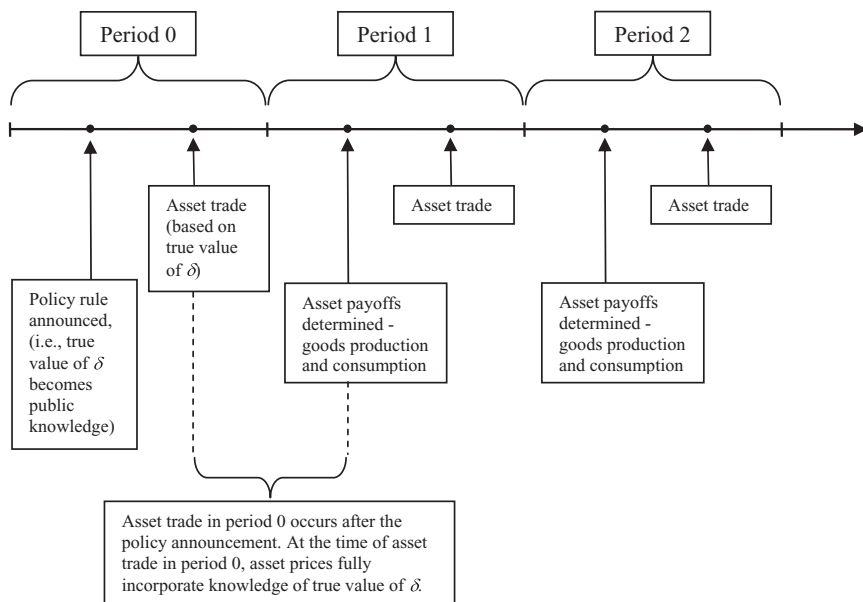 Period 0
Period 1
Period 2
Asset trade
(based on
true value
of δ)
Asset trade
Asset trade
Policy rule
announced,
(i.e., true
value of δ
becomes
public
knowledge)
Asset payoffs
determined -
goods production
and consumption
Asset payoffs
determined -
goods production
and consumption
Asset trade in period 0 occurs after the
policy announcement. At the time of asset
trade in period 0, asset prices fully
incorporate knowledge of true value of δ.